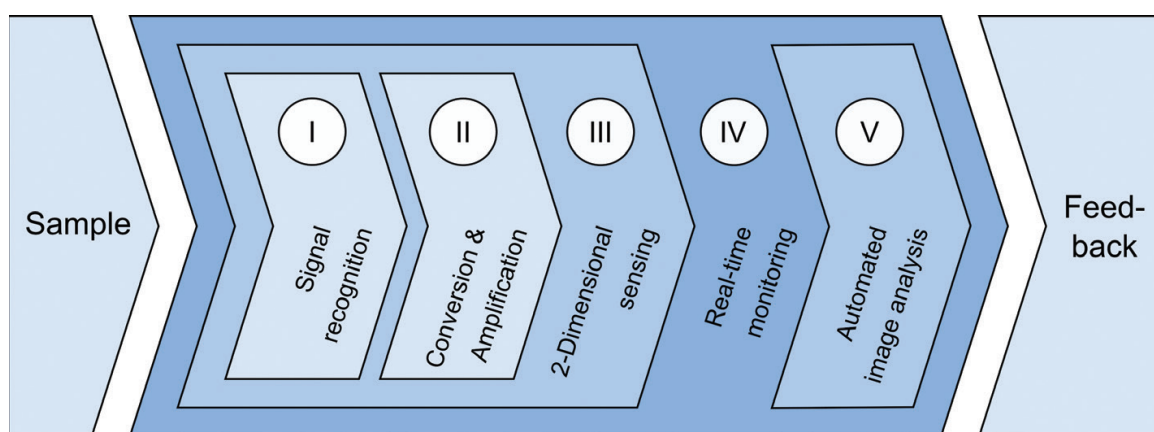 Sample
I
Signal
recognition
II
Conversion &
Amplification
III
2-Dimensional
sensing
IV
Real-time
monitoring
V
Automated
image analysis
Feed-
back